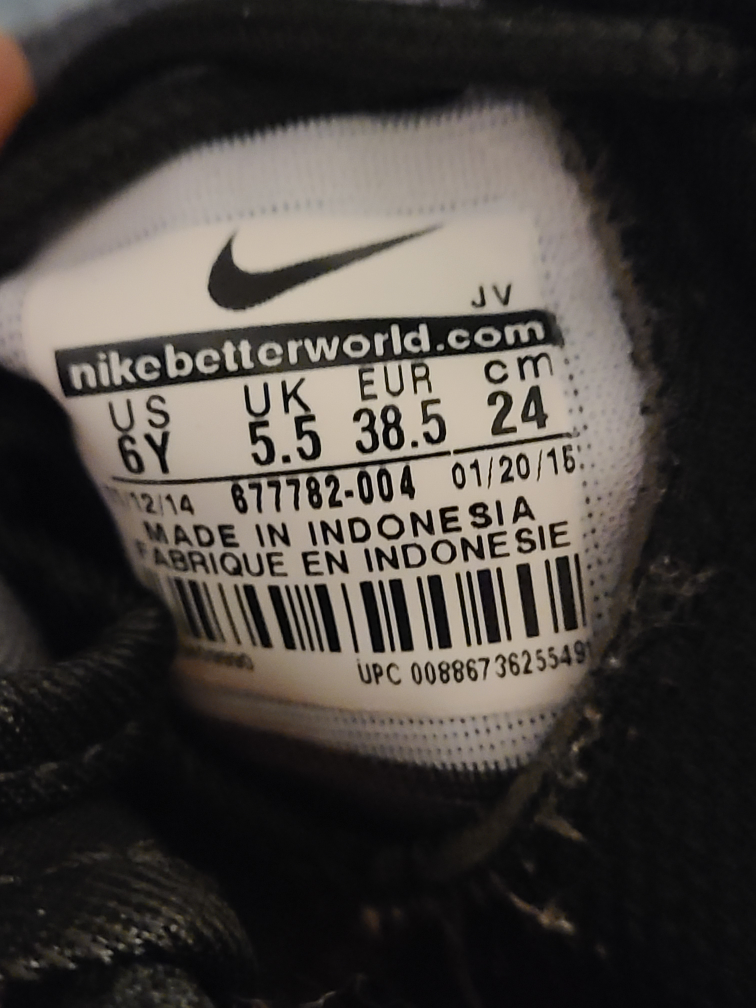 JV
nikebetterworld.com
US UK EUR cm
6Y 5.5 38.5 24
12/14 677782-004 01/20/15
MADE IN INDONESIA
FABRIQUE EN INDONESIE
UPC 00886736255491